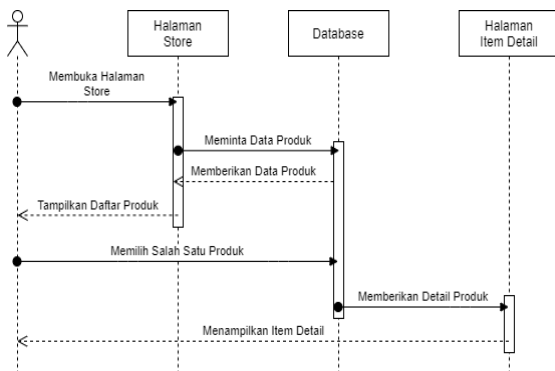 Halaman
Store
Database
Halaman
Item Detail
Membuka Halaman
Store
Meminta Data Produk
Memberikan Data Produk
Tampilkan Daftar Produk
Memilih Salah Satu Produk
Memberikan Detail Produk
Menampilkan Item Detail